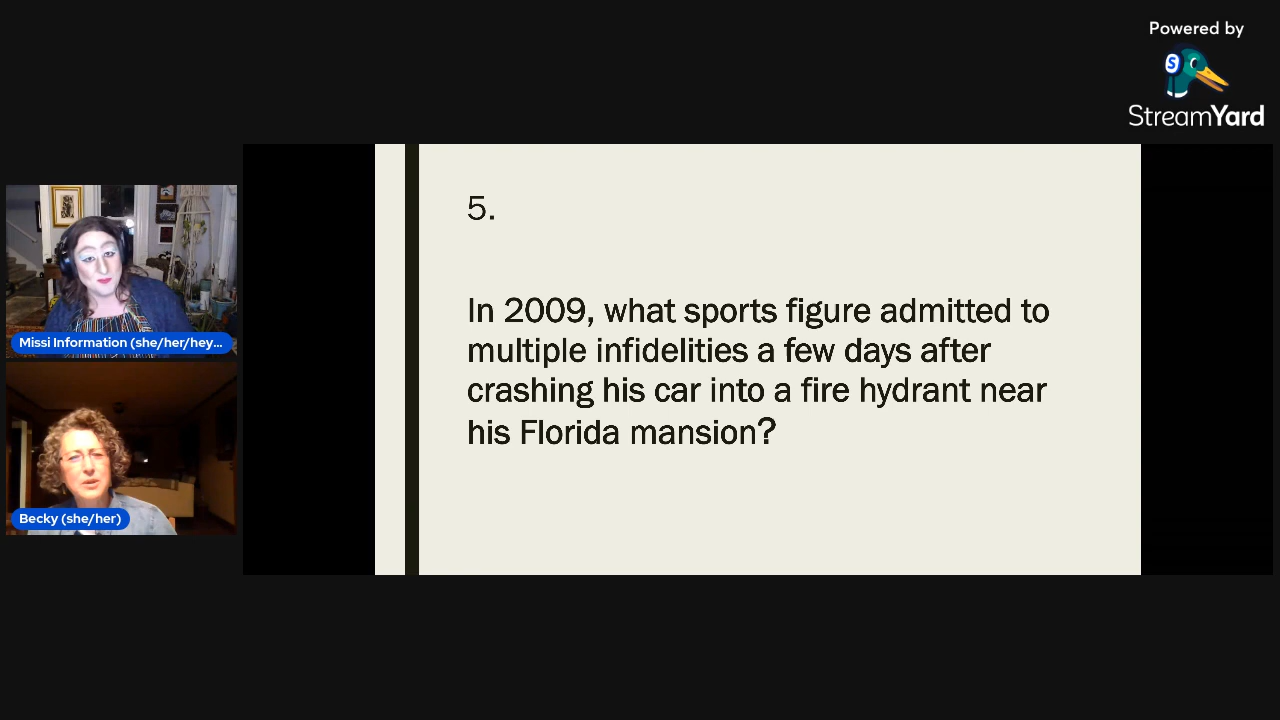 Powered by
S
StreamYard
5.
In 2009, what sports figure admitted to
multiple infidelities a few days after
crashing his car into a fire hydrant near
his Florida mansion?
Missi Information (she/her/hey...
Becky (she/her)